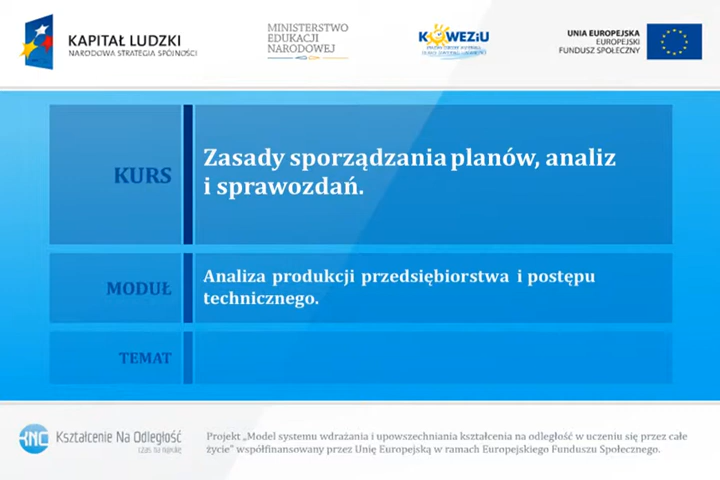 KAPITAŁ LUDZKI
NARODOWA STRATEGIA SPÓJNOŚCI
MINISTERSTWO
EDUKACJI
NARODOWEJ
KOWEZiU
UNIA EUROPEJSKA
EUROPEJSKI
FUNDUSZ SPOŁECZNY
KURS
Zasady sporządzania planów, analiz
i sprawozdań.
MODUŁ
Analiza produkcji przedsiębiorstwa i postępu
technicznego.
TEMAT
KNO Kształcenie Na Odległość
czas na naukę
Projekt „Model systemu wdrażania i upowszechniania kształcenia na odległość w uczeniu się przez całe
życie" współfinansowany przez Unię Europejską w ramach Europejskiego Funduszu Społecznego.